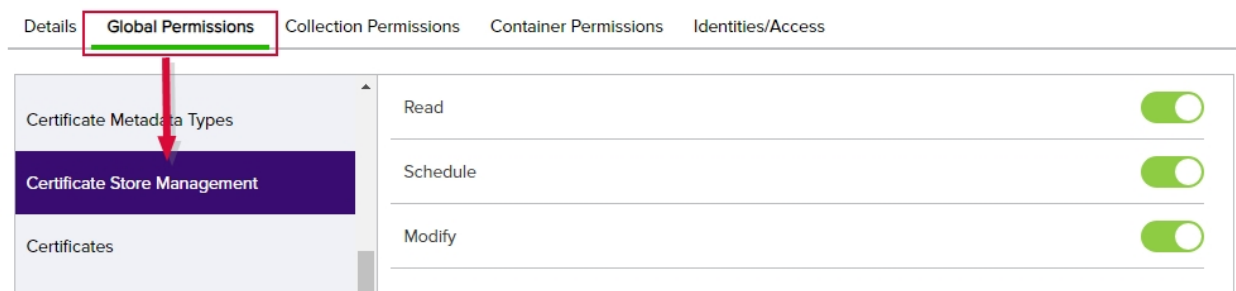 Details Global Permissions Collection Permissions Container Permissions Identities/Access
Certificate Metadata Types
Certificate Store Management
Certificates
Read
Schedule
Modify